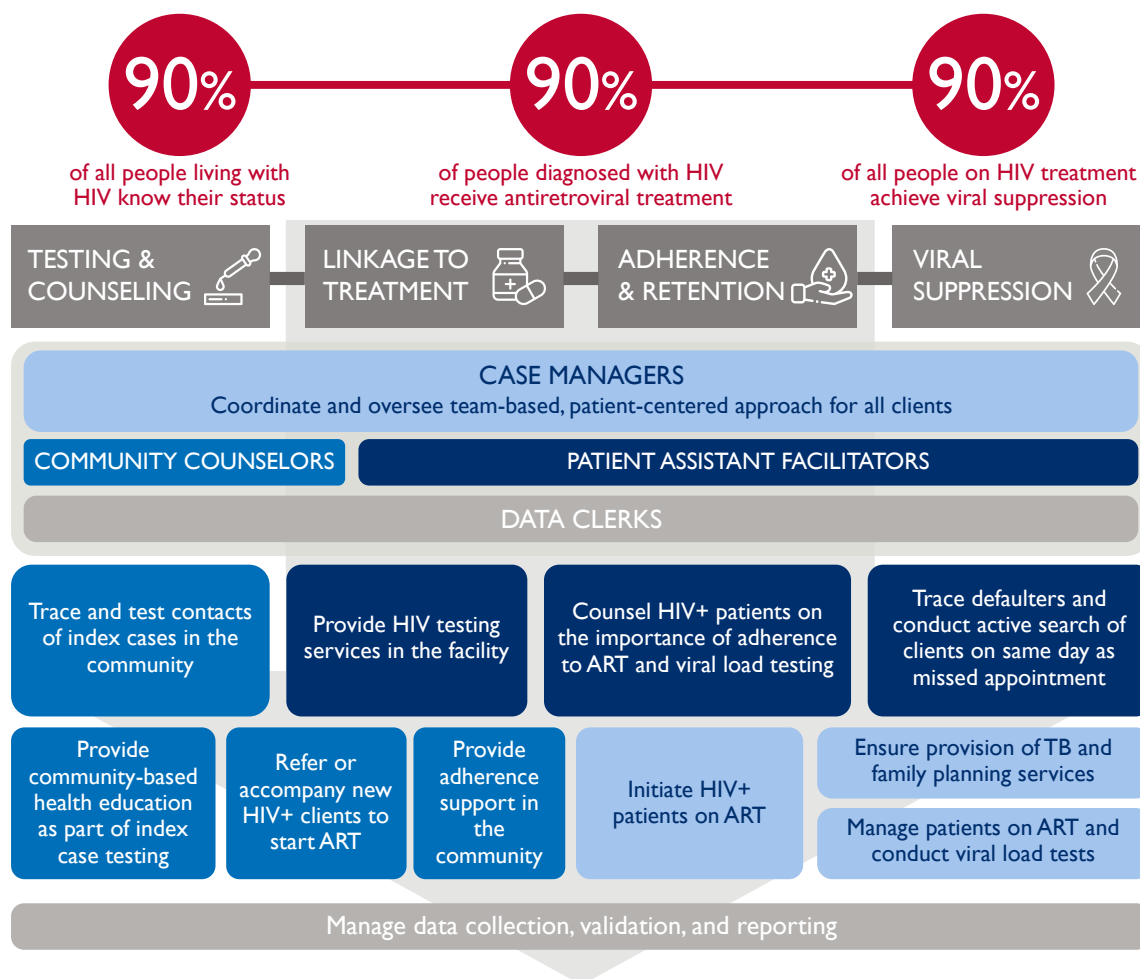 90%
90%
90%
of all people living with
HIV know their status
of people diagnosed with HIV
receive antiretroviral treatment
of all people on HIV treatment
achieve viral suppression
TESTING &
COUNSELING
LINKAGE TO
TREATMENT
ADHERENCE
& RETENTION
VIRAL
SUPPRESSION
CASE MANAGERS
Coordinate and oversee team-based, patient-centered approach for all clients
COMMUNITY COUNSELORS
PATIENT ASSISTANT FACILITATORS
DATA CLERKS
Trace and test contacts
of index cases in the
community
Provide HIV testing
services in the facility
Counsel HIV+ patients on
the importance of adherence
to ART and viral load testing
Trace defaulters and
conduct active search of
clients on same day as
missed appointment
Provide
community-based
health education
as part of index
case testing
Refer or
accompany new
HIV+ clients to
start ART
Provide
adherence
support in
the
community
Initiate HIV+
patients on ART
Ensure provision of TB and
family planning services
Manage patients on ART and
conduct viral load tests
Manage data collection, validation, and reporting